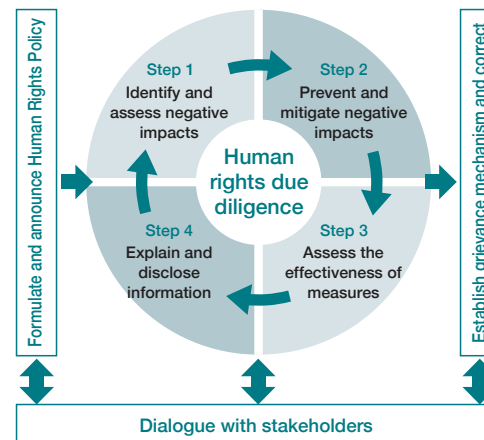 Formulate and announce Human Rights Policy
Step 1
Identify and
assess negative
impacts
Step 2
Prevent and
mitigate negative
impacts
Human
rights due
diligence
Step 4
Explain and
disclose
information
Step 3
Assess the
effectiveness of
measures
Establish grievance mechanism and correct
Dialogue with stakeholders